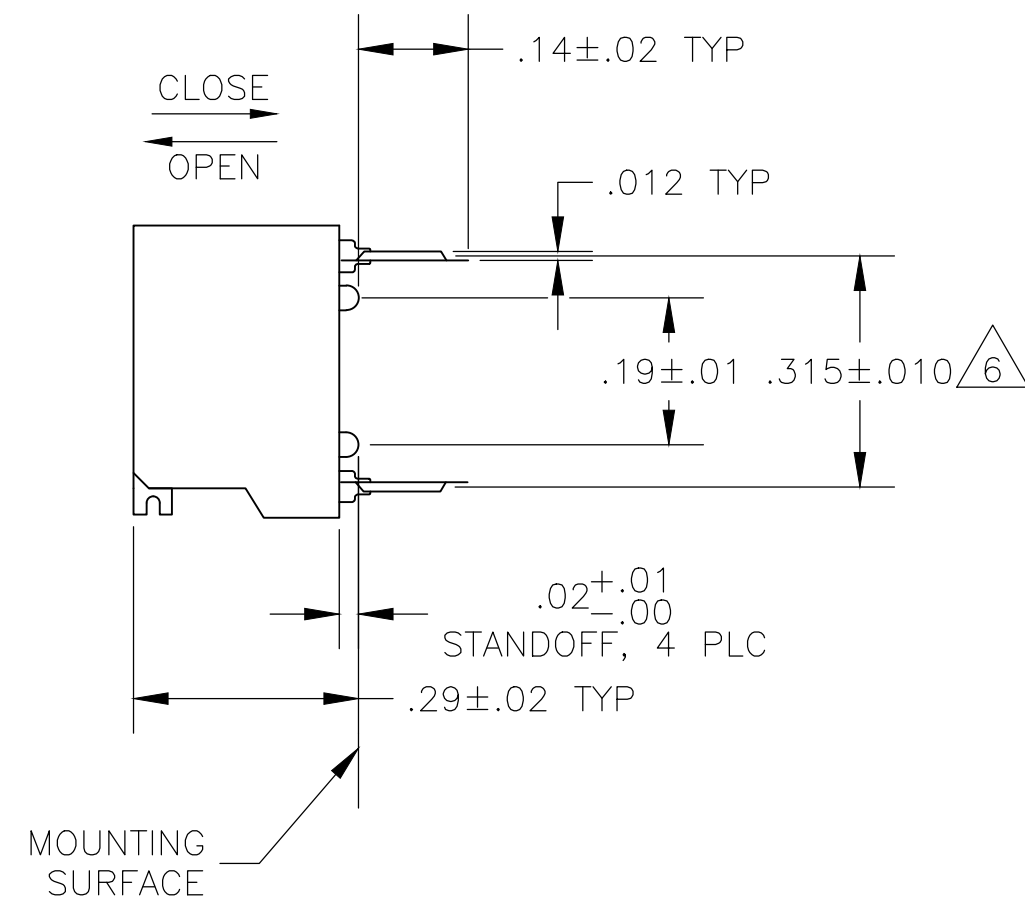 .14±.02 TYP
CLOSE
OPEN
.012 TYP
.19±.01
.315±.010
6
.02+.01
-.00
STANDOFF, 4 PLC
.29±.02 TYP
MOUNTING
SURFACE